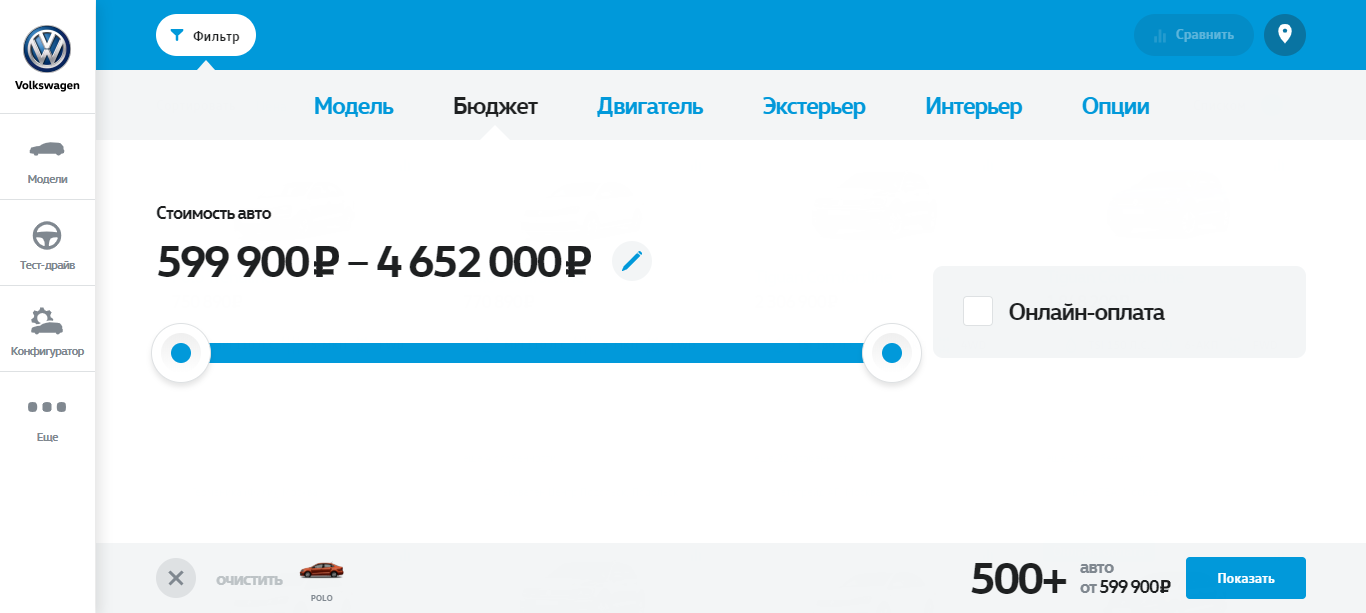 Volkswagen
Модели
Тест-драйв
Конфигуратор
Еще
Фильтр
Сравнить
Модель Бюджет Двигатель Экстерьер Интерьер Опции
Стоимость авто
599 900 ₽ – 4 652 000 ₽
Онлайн-оплата
ОЧИСТИТЬ
POLO
500+
авто
от 599 900₽
Показать